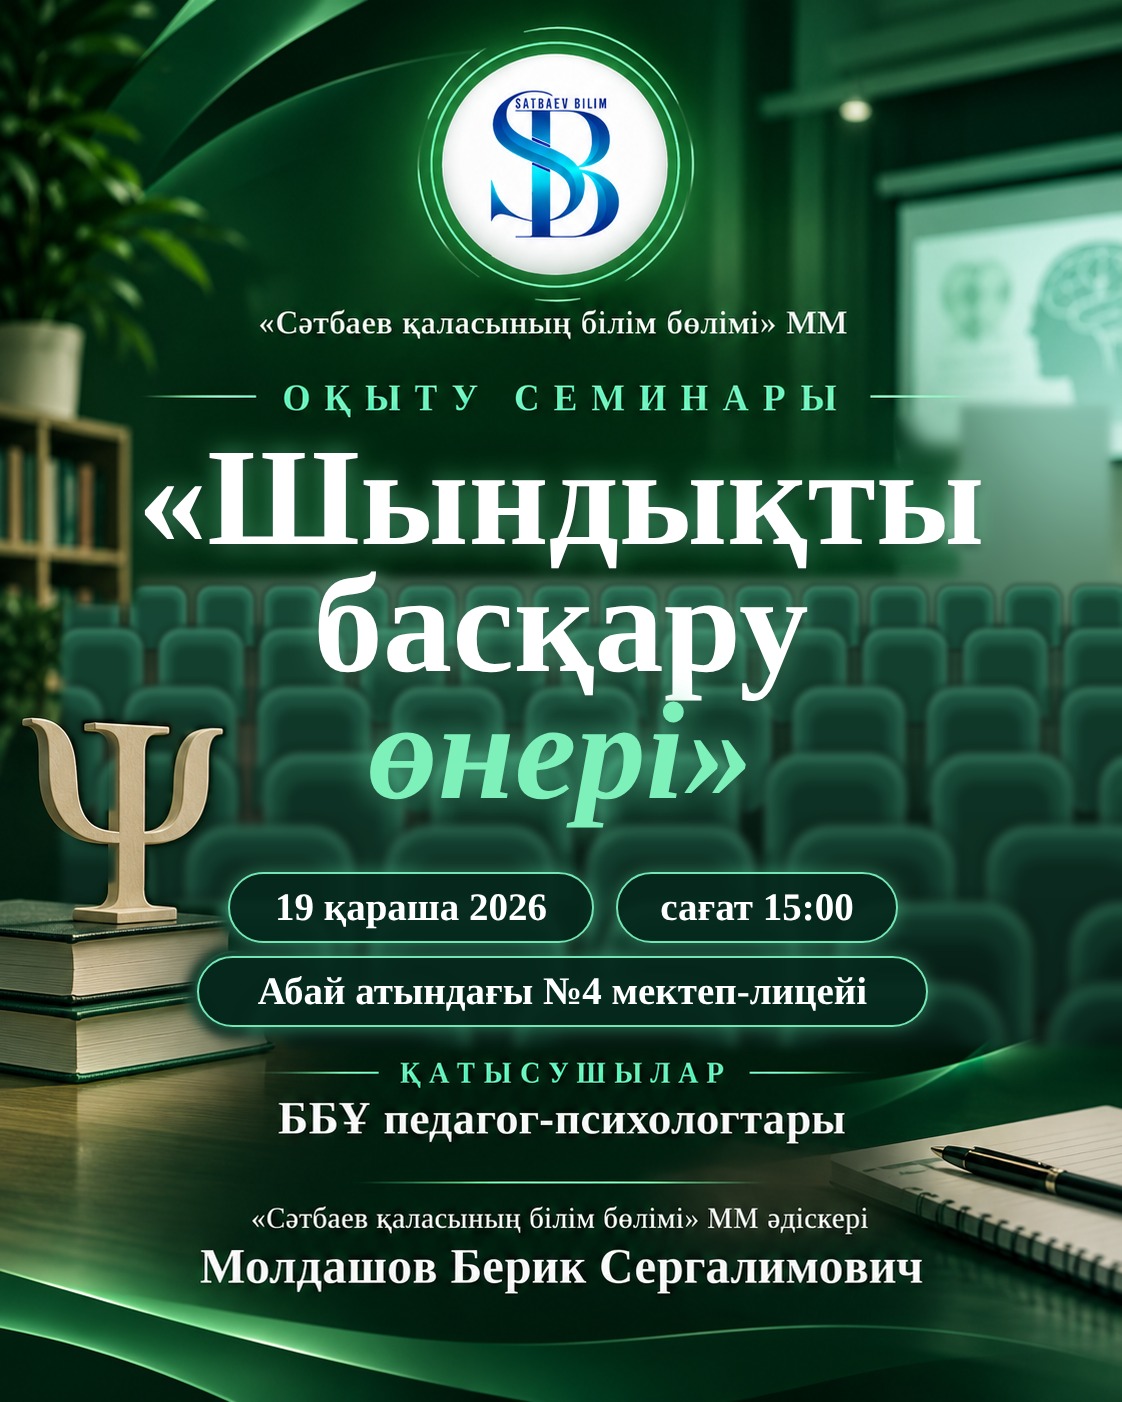 SATBAEV BILIM
SB
«Сәтбаев қаласының білім бөлімі» ММ
ОҚЫТУ СЕМИНАРЫ
«Шындықты
басқару
өнері»
19 қараша 2026
сағат 15:00
Абай атындағы №4 мектеп-лицейі
ҚАТЫСУШЫЛАР
ББҰ педагог-психологтары
«Сәтбаев қаласының білім бөлімі» ММ әдіскері
Молдашов Берик Сергалимович